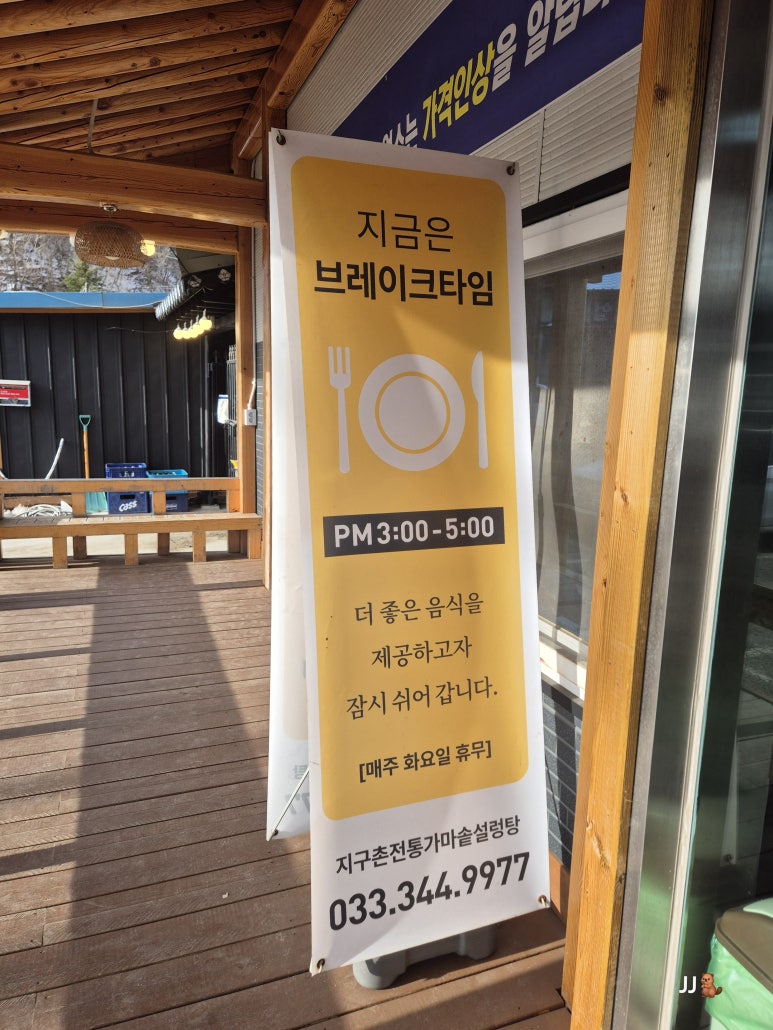 가격인상을 알립니다
지금은
브레이크타임
PM 3:00 - 5:00
더 좋은 음식을
제공하고자
잠시 쉬어 갑니다.
[매주 화요일 휴무]
지구촌전통가마솥설렁탕
033.344.9977
cass
JJ